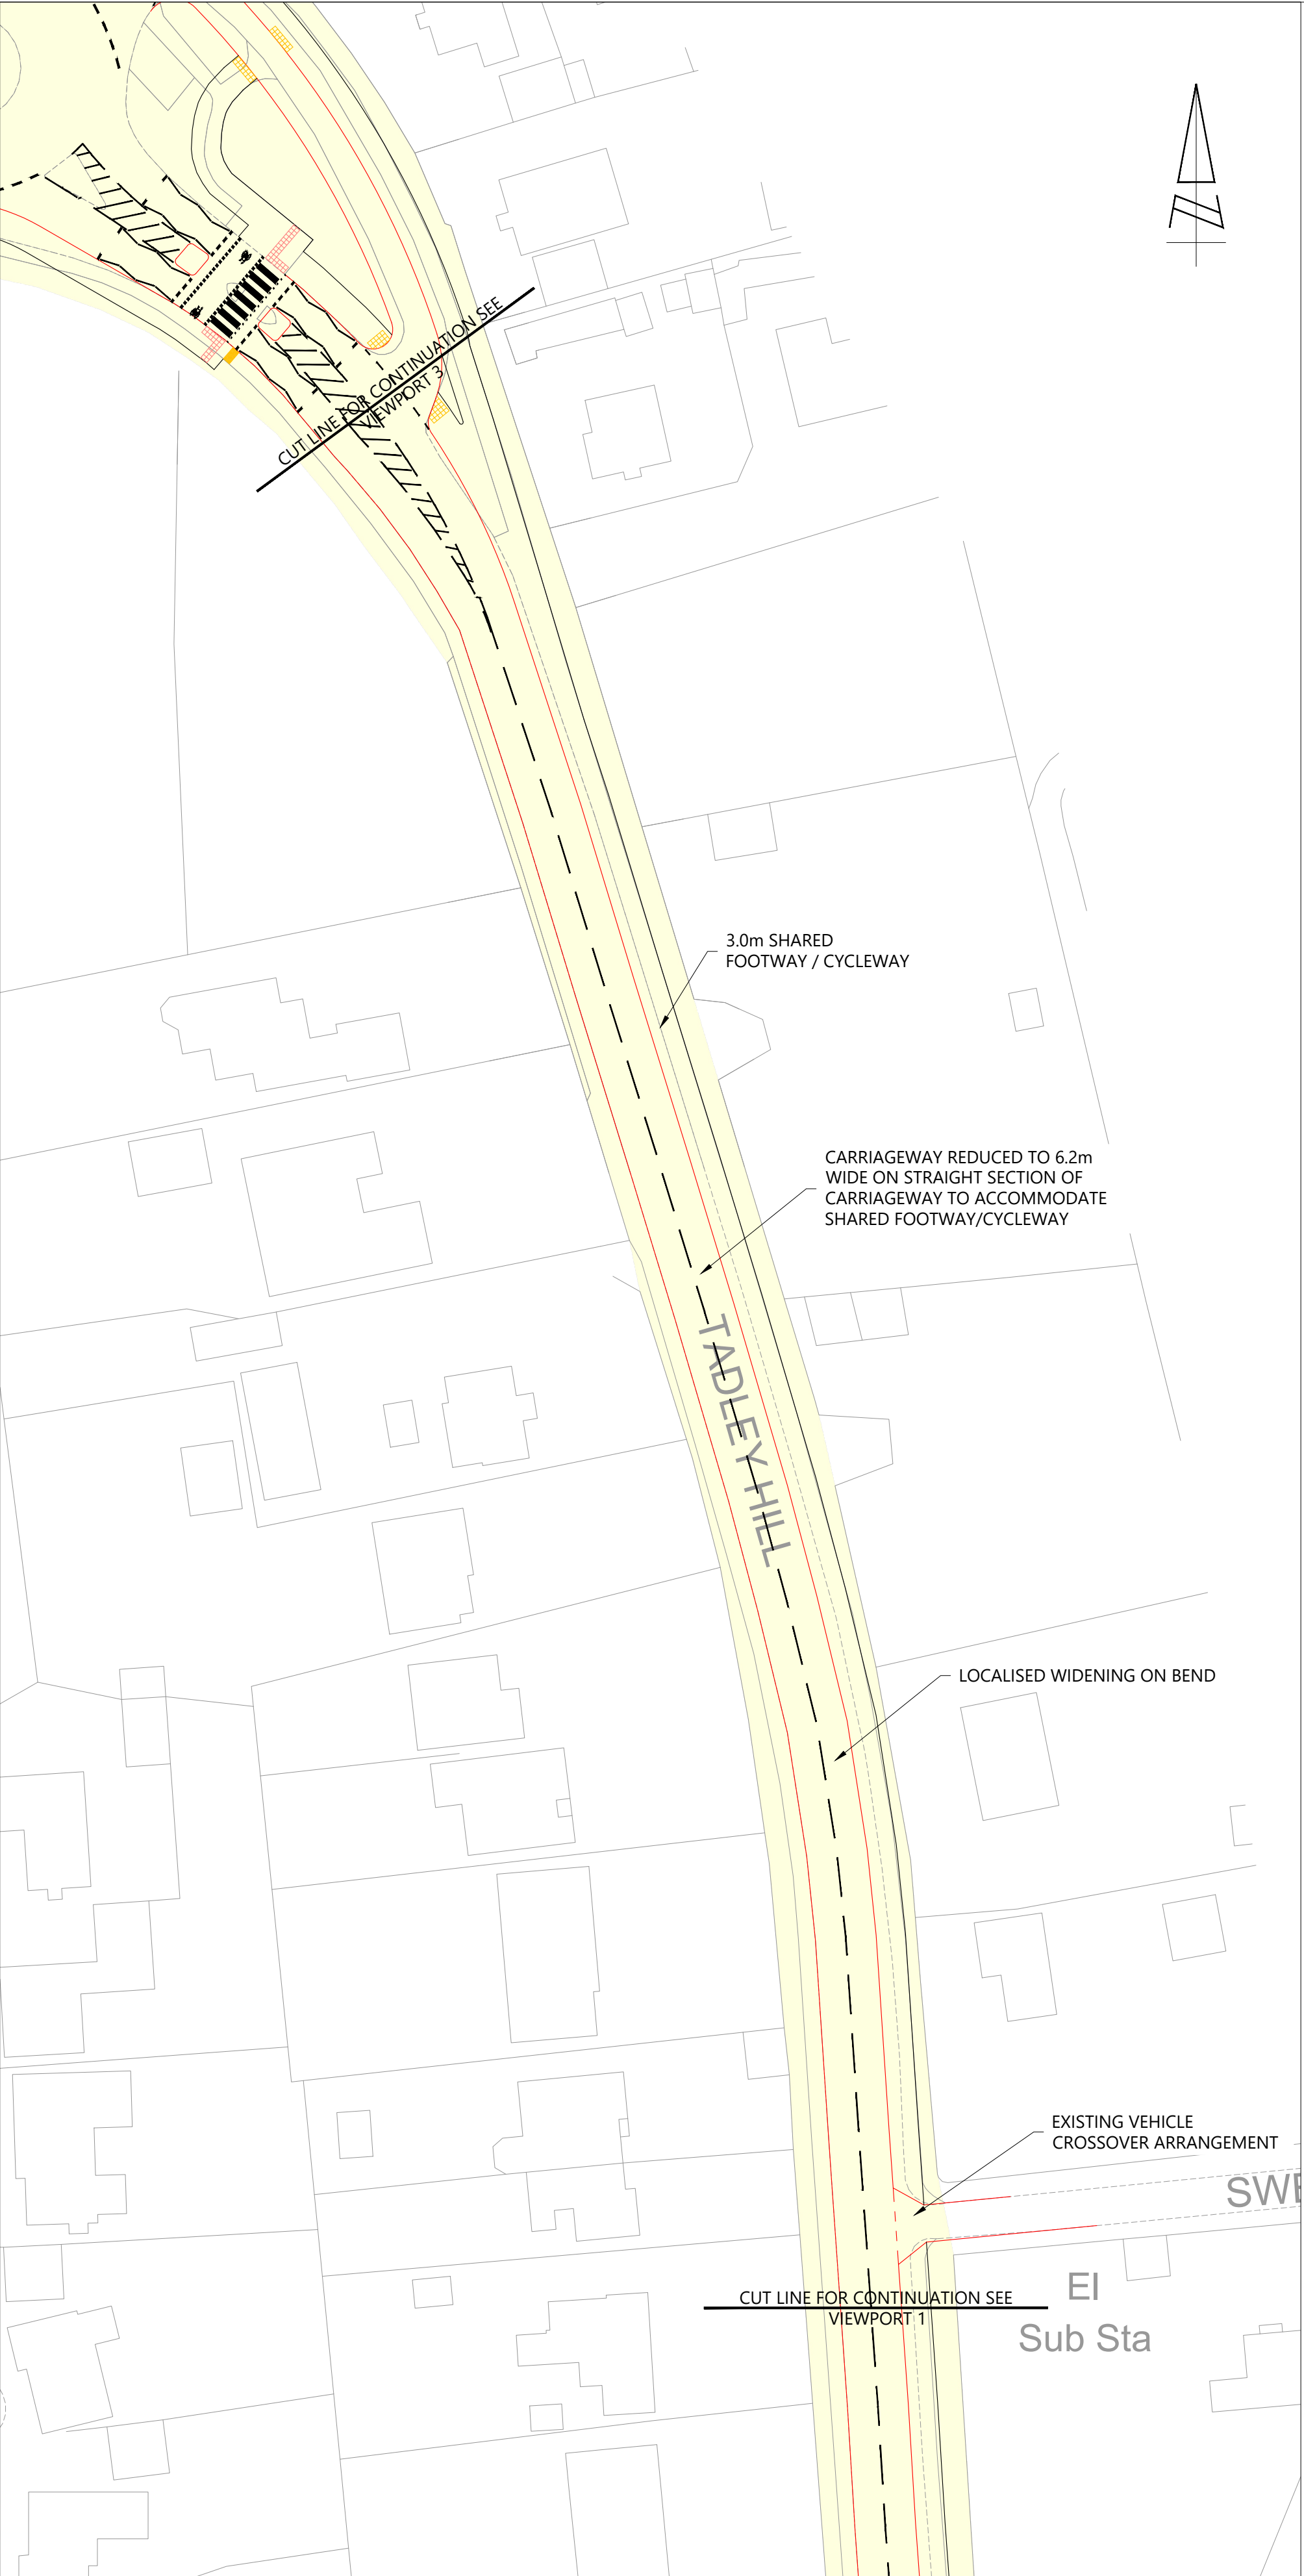 CUT LINE FOR CONTINUATION SEE
VIEWPORT 3
3.0m SHARED
FOOTWAY / CYCLEWAY
CARRIAGEWAY REDUCED TO 6.2m
WIDE ON STRAIGHT SECTION OF
CARRIAGEWAY TO ACCOMMODATE
SHARED FOOTWAY/CYCLEWAY
TADLEY HILL
LOCALISED WIDENING ON BEND
EXISTING VEHICLE
CROSSOVER ARRANGEMENT
CUT LINE FOR CONTINUATION SEE
VIEWPORT 1
El
Sub Sta